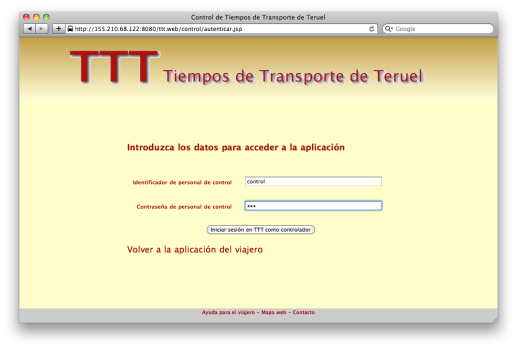 Control de Tiempos de Transporte de Teruel
http://155.210.68.122:8080/ttt.web/control/autenticar.jsp
Google
TTT Tiempos de Transporte de Teruel
Introduzca los datos para acceder a la aplicación
Identificador de personal de control control
Contraseña de personal de control •••
Iniciar sesión en TTT como controlador
Volver a la aplicación del viajero
Ayuda para el viajero - Mapa web - Contacto